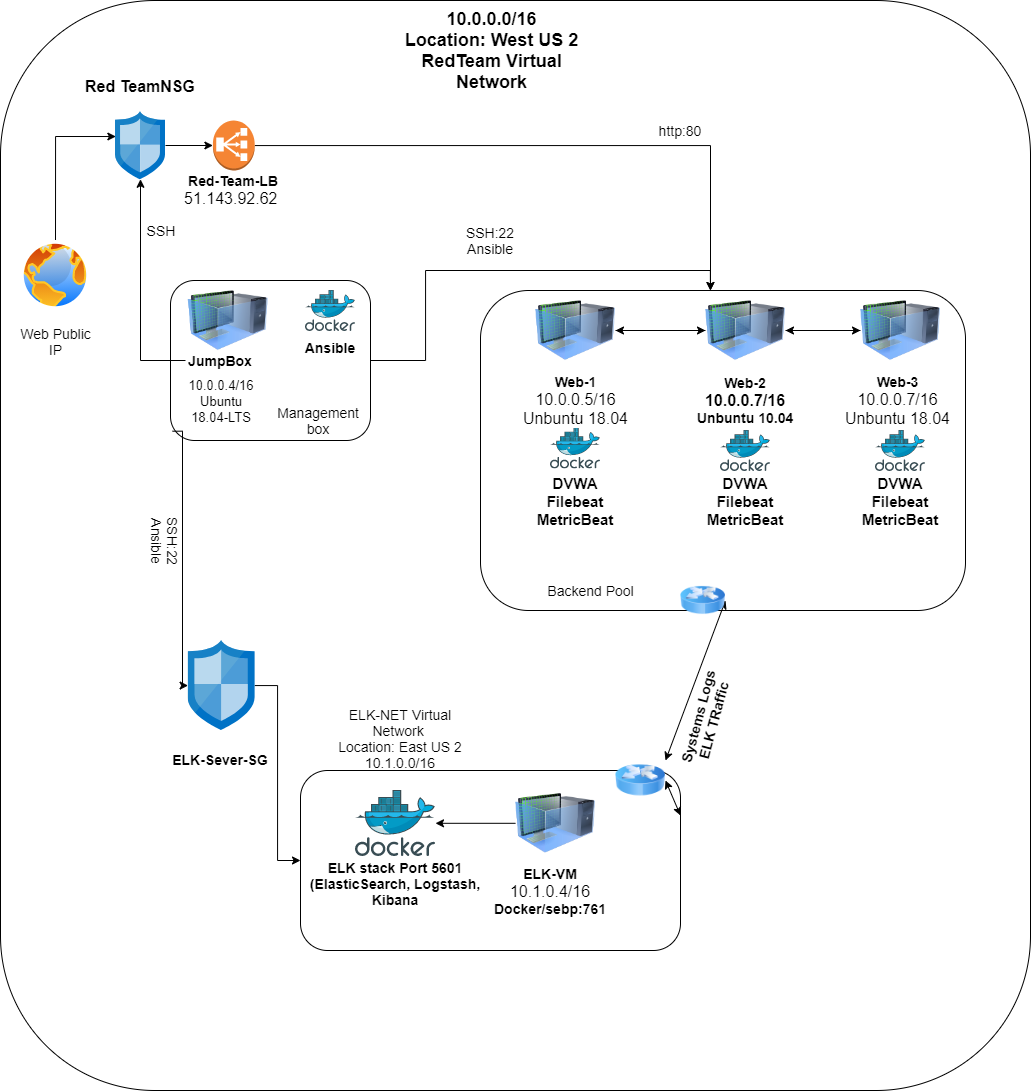 10.0.0.0/16
Location: West US 2
RedTeam Virtual
Network
Red TeamNSG
http:80
Red-Team-LB
51.143.92.62
SSH
SSH:22
Ansible
Web Public
IP
docker
Ansible
JumpBox
10.0.0.4/16
Ubuntu
18.04-LTS
Management
box
Web-1
10.0.0.5/16
Unbuntu 18.04
docker
DVWA
Filebeat
MetricBeat
Web-2
10.0.0.7/16
Unbuntu 10.04
docker
DVWA
Filebeat
MetricBeat
Web-3
10.0.0.7/16
Unbuntu 18.04
docker
DVWA
Filebeat
MetricBeat
Backend Pool
SSH:22
Ansible
Systems Logs
ELK TRaffic
ELK-Sever-SG
ELK-NET Virtual
Network
Location: East US 2
10.1.0.0/16
docker
ELK stack Port 5601
(ElasticSearch, Logstash,
Kibana
ELK-VM
10.1.0.4/16
Docker/sebp:761